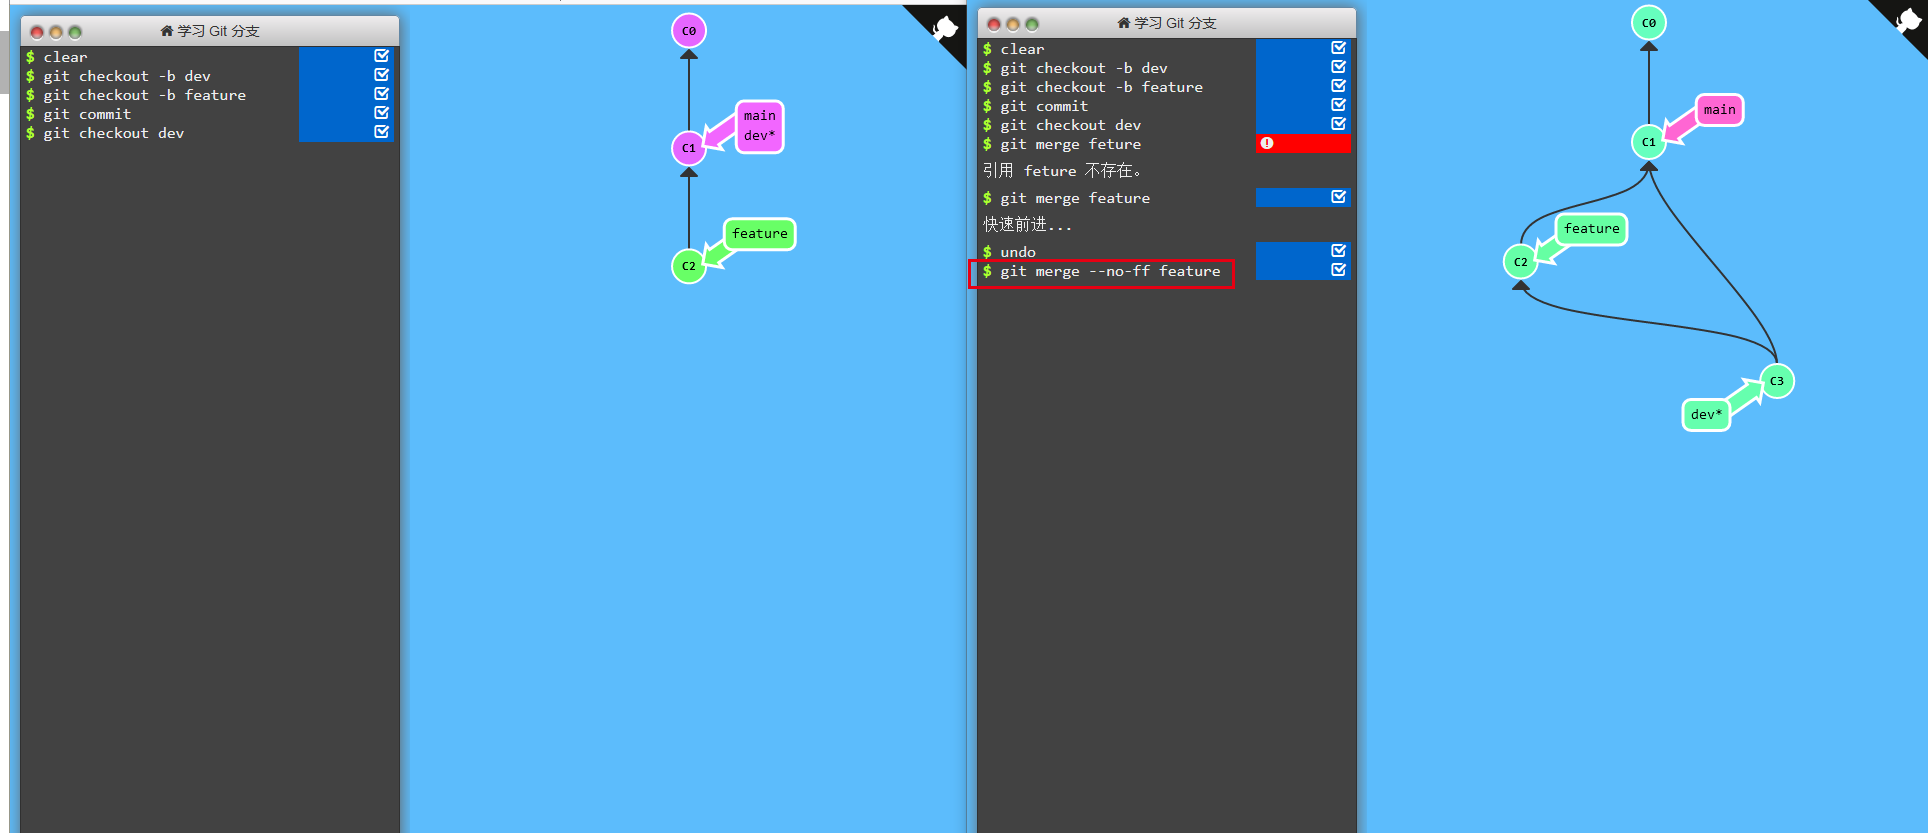 学习 Git 分支
$ clear
$ git checkout -b dev
$ git checkout -b feature
$ git commit
$ git checkout dev
C0
main
dev*
C1
feature
C2
学习 Git 分支
$ clear
$ git checkout -b dev
$ git checkout -b feature
$ git commit
$ git checkout dev
$ git merge feture
引用 feture 不存在。
$ git merge feature
快速前进...
$ undo
$ git merge --no-ff feature
C0
main
C1
feature
C2
C3
dev*